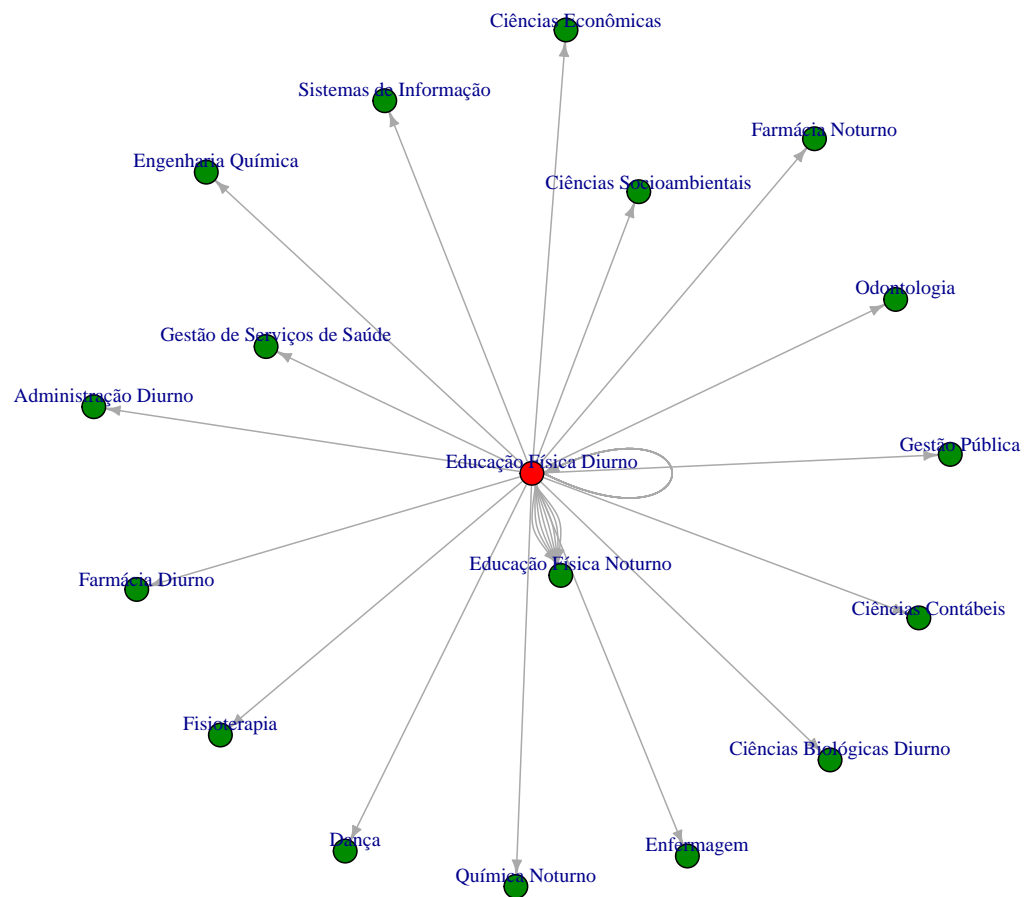 Ciências Econômicas
Sistemas de Informação
Farmácia Noturno
Engenharia Química
Ciências Socioambientais
Odontologia
Gestão de Serviços de Saúde
Administração Diurno
Gestão Pública
Educação Física Diurno
Educação Física Noturno
Farmácia Diurno
Ciências Contábeis
Fisioterapia
Ciências Biológicas Diurno
Dança
Enfermagem
Química Noturno